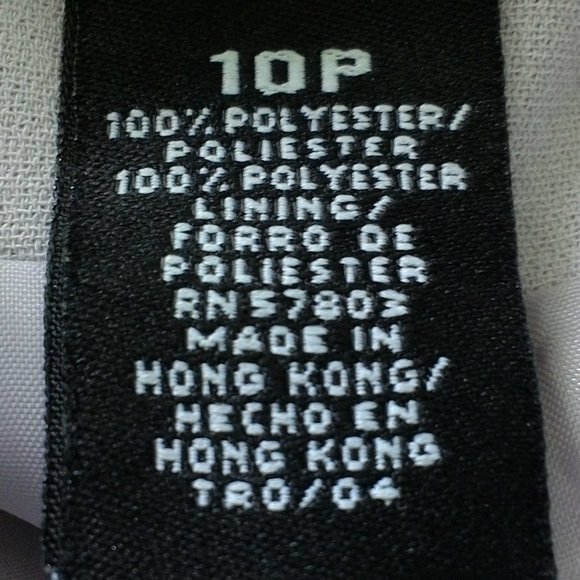 10P
100% POLYESTER/
POLIESTER
100% POLYESTER
LINING/
FORRO DE
POLIESTER
RN57803
MADE IN
HONG KONG/
HECHO EN
HONG KONG
TRO/04